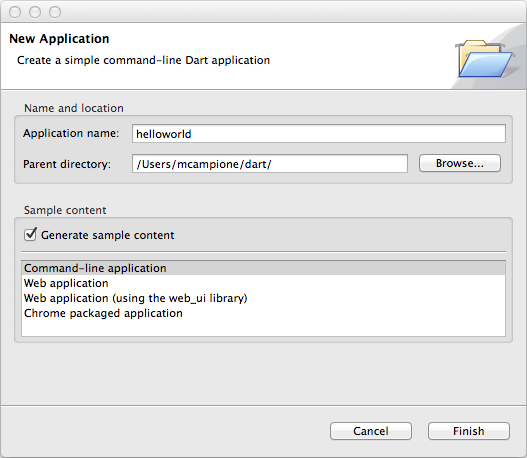 New Application
Create a simple command-line Dart application
Name and location
Application name: helloworld
Parent directory: /Users/mcampione/dart/ Browse...
Sample content
Generate sample content
Command-line application
Web application
Web application (using the web_ui library)
Chrome packaged application
Cancel Finish